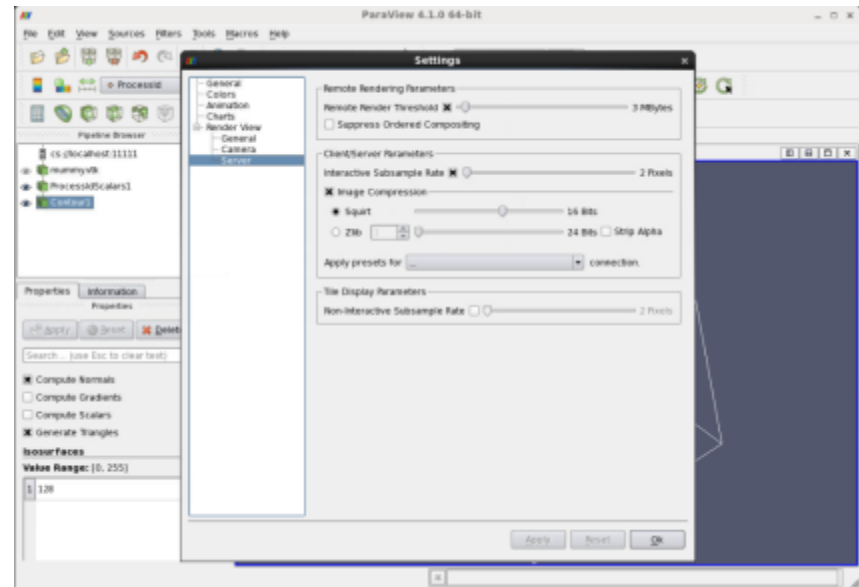 ParaView 4.1.0 64-bit
File Edit View Sources Filters Tools Macros Help
ProcessId
Pipeline Browser
cs://localhost:11111
mummy.vtk
ProcessIdScalars1
Contour1
Properties Information
Properties
Apply Reset Delete
Search ... (use Esc to clear text)
Compute Normals
Compute Gradients
Compute Scalars
Generate Triangles
Isosurfaces
Value Range: [0, 255]
1 128
Settings
General
Colors
Animation
Charts
Render View
General
Camera
Server
Remote Rendering Parameters
Remote Render Threshold 3 MBytes
Suppress Ordered Compositing
Client/Server Parameters
Interactive Subsample Rate 2 Pixels
Image Compression
Squirt 16 Bits
Zlib 24 Bits Strip Alpha
Apply presets for connection.
Tile Display Parameters
Non-Interactive Subsample Rate 2 Pixels
Apply Reset Ok